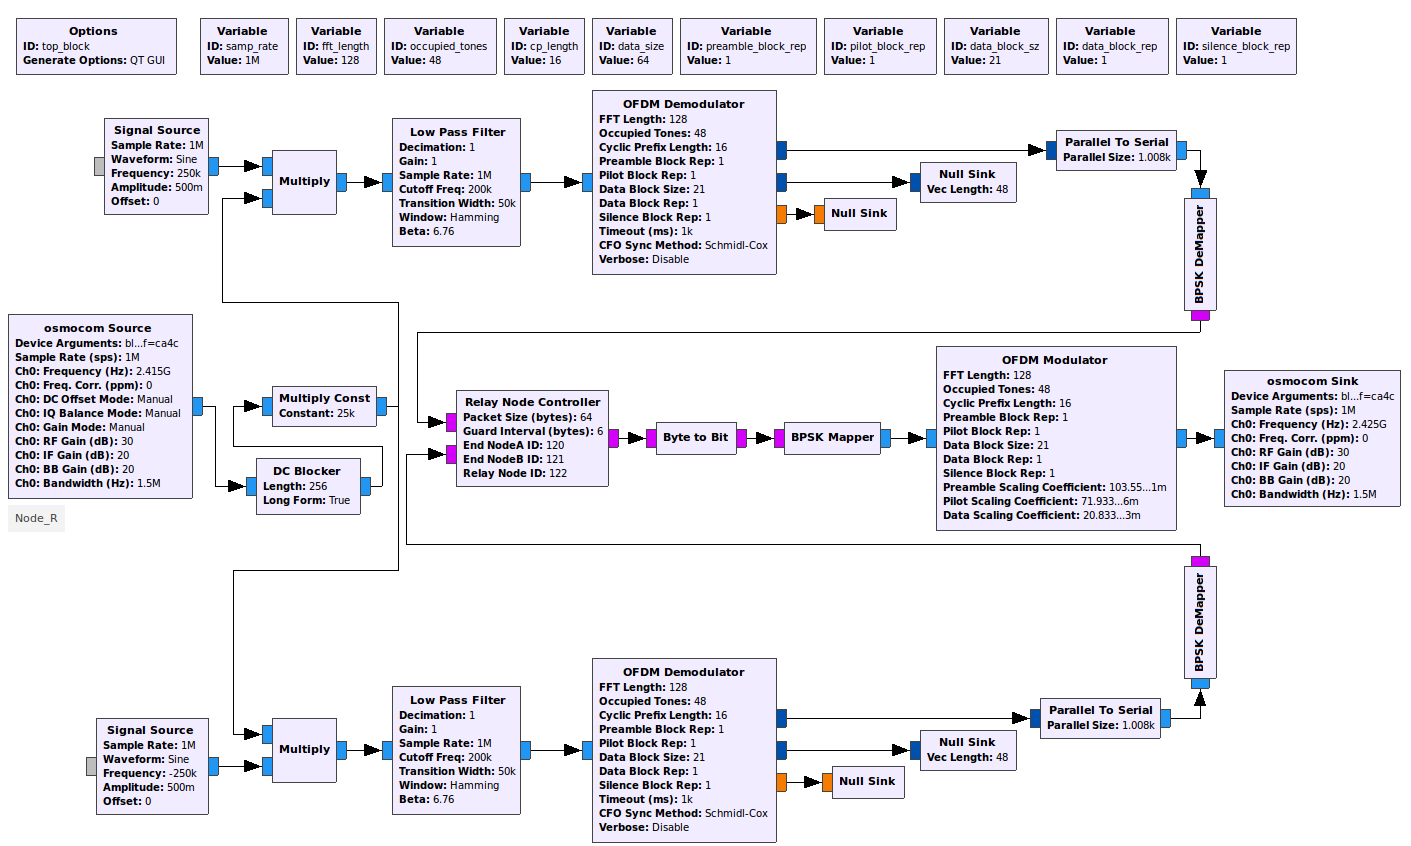 Options
ID: top_block
Generate Options: QT GUI
Variable
ID: samp_rate
Value: 1M
Variable
ID: fft_length
Value: 128
Variable
ID: occupied_tones
Value: 48
Variable
ID: cp_length
Value: 16
Variable
ID: data_size
Value: 64
Variable
ID: preamble_block_rep
Value: 1
Variable
ID: pilot_block_rep
Value: 1
Variable
ID: data_block_sz
Value: 21
Variable
ID: data_block_rep
Value: 1
Variable
ID: silence_block_rep
Value: 1
Signal Source
Sample Rate: 1M
Waveform: Sine
Frequency: 250k
Amplitude: 500m
Offset: 0
Multiply
Low Pass Filter
Decimation: 1
Gain: 1
Sample Rate: 1M
Cutoff Freq: 200k
Transition Width: 50k
Window: Hamming
Beta: 6.76
OFDM Demodulator
FFT Length: 128
Occupied Tones: 48
Cyclic Prefix Length: 16
Preamble Block Rep: 1
Pilot Block Rep: 1
Data Block Size: 21
Data Block Rep: 1
Silence Block Rep: 1
Timeout (ms): 1k
CFO Sync Method: Schmidl-Cox
Verbose: Disable
Null Sink
Vec Length: 48
Null Sink
Parallel To Serial
Parallel Size: 1.008k
BPSK DeMapper
osmocom Source
Device Arguments: bl...f=ca4c
Sample Rate (sps): 1M
Ch0: Frequency (Hz): 2.415G
Ch0: Freq. Corr. (ppm): 0
Ch0: DC Offset Mode: Manual
Ch0: IQ Balance Mode: Manual
Ch0: Gain Mode: Manual
Ch0: RF Gain (dB): 30
Ch0: IF Gain (dB): 20
Ch0: BB Gain (dB): 20
Ch0: Bandwidth (Hz): 1.5M
Node_R
Multiply Const
Constant: 25k
DC Blocker
Length: 256
Long Form: True
Relay Node Controller
Packet Size (bytes): 64
Guard Interval (bytes): 6
End NodeA ID: 120
End NodeB ID: 121
Relay Node ID: 122
Byte to Bit
BPSK Mapper
OFDM Modulator
FFT Length: 128
Occupied Tones: 48
Cyclic Prefix Length: 16
Preamble Block Rep: 1
Pilot Block Rep: 1
Data Block Size: 21
Data Block Rep: 1
Silence Block Rep: 1
Preamble Scaling Coefficient: 103.55...1m
Pilot Scaling Coefficient: 71.933...6m
Data Scaling Coefficient: 20.833...3m
osmocom Sink
Device Arguments: bl...f=ca4c
Sample Rate (sps): 1M
Ch0: Frequency (Hz): 2.425G
Ch0: Freq. Corr. (ppm): 0
Ch0: RF Gain (dB): 30
Ch0: IF Gain (dB): 20
Ch0: BB Gain (dB): 20
Ch0: Bandwidth (Hz): 1.5M
Signal Source
Sample Rate: 1M
Waveform: Sine
Frequency: -250k
Amplitude: 500m
Offset: 0
Multiply
Low Pass Filter
Decimation: 1
Gain: 1
Sample Rate: 1M
Cutoff Freq: 200k
Transition Width: 50k
Window: Hamming
Beta: 6.76
OFDM Demodulator
FFT Length: 128
Occupied Tones: 48
Cyclic Prefix Length: 16
Preamble Block Rep: 1
Pilot Block Rep: 1
Data Block Size: 21
Data Block Rep: 1
Silence Block Rep: 1
Timeout (ms): 1k
CFO Sync Method: Schmidl-Cox
Verbose: Disable
Null Sink
Vec Length: 48
Null Sink
Parallel To Serial
Parallel Size: 1.008k
BPSK DeMapper